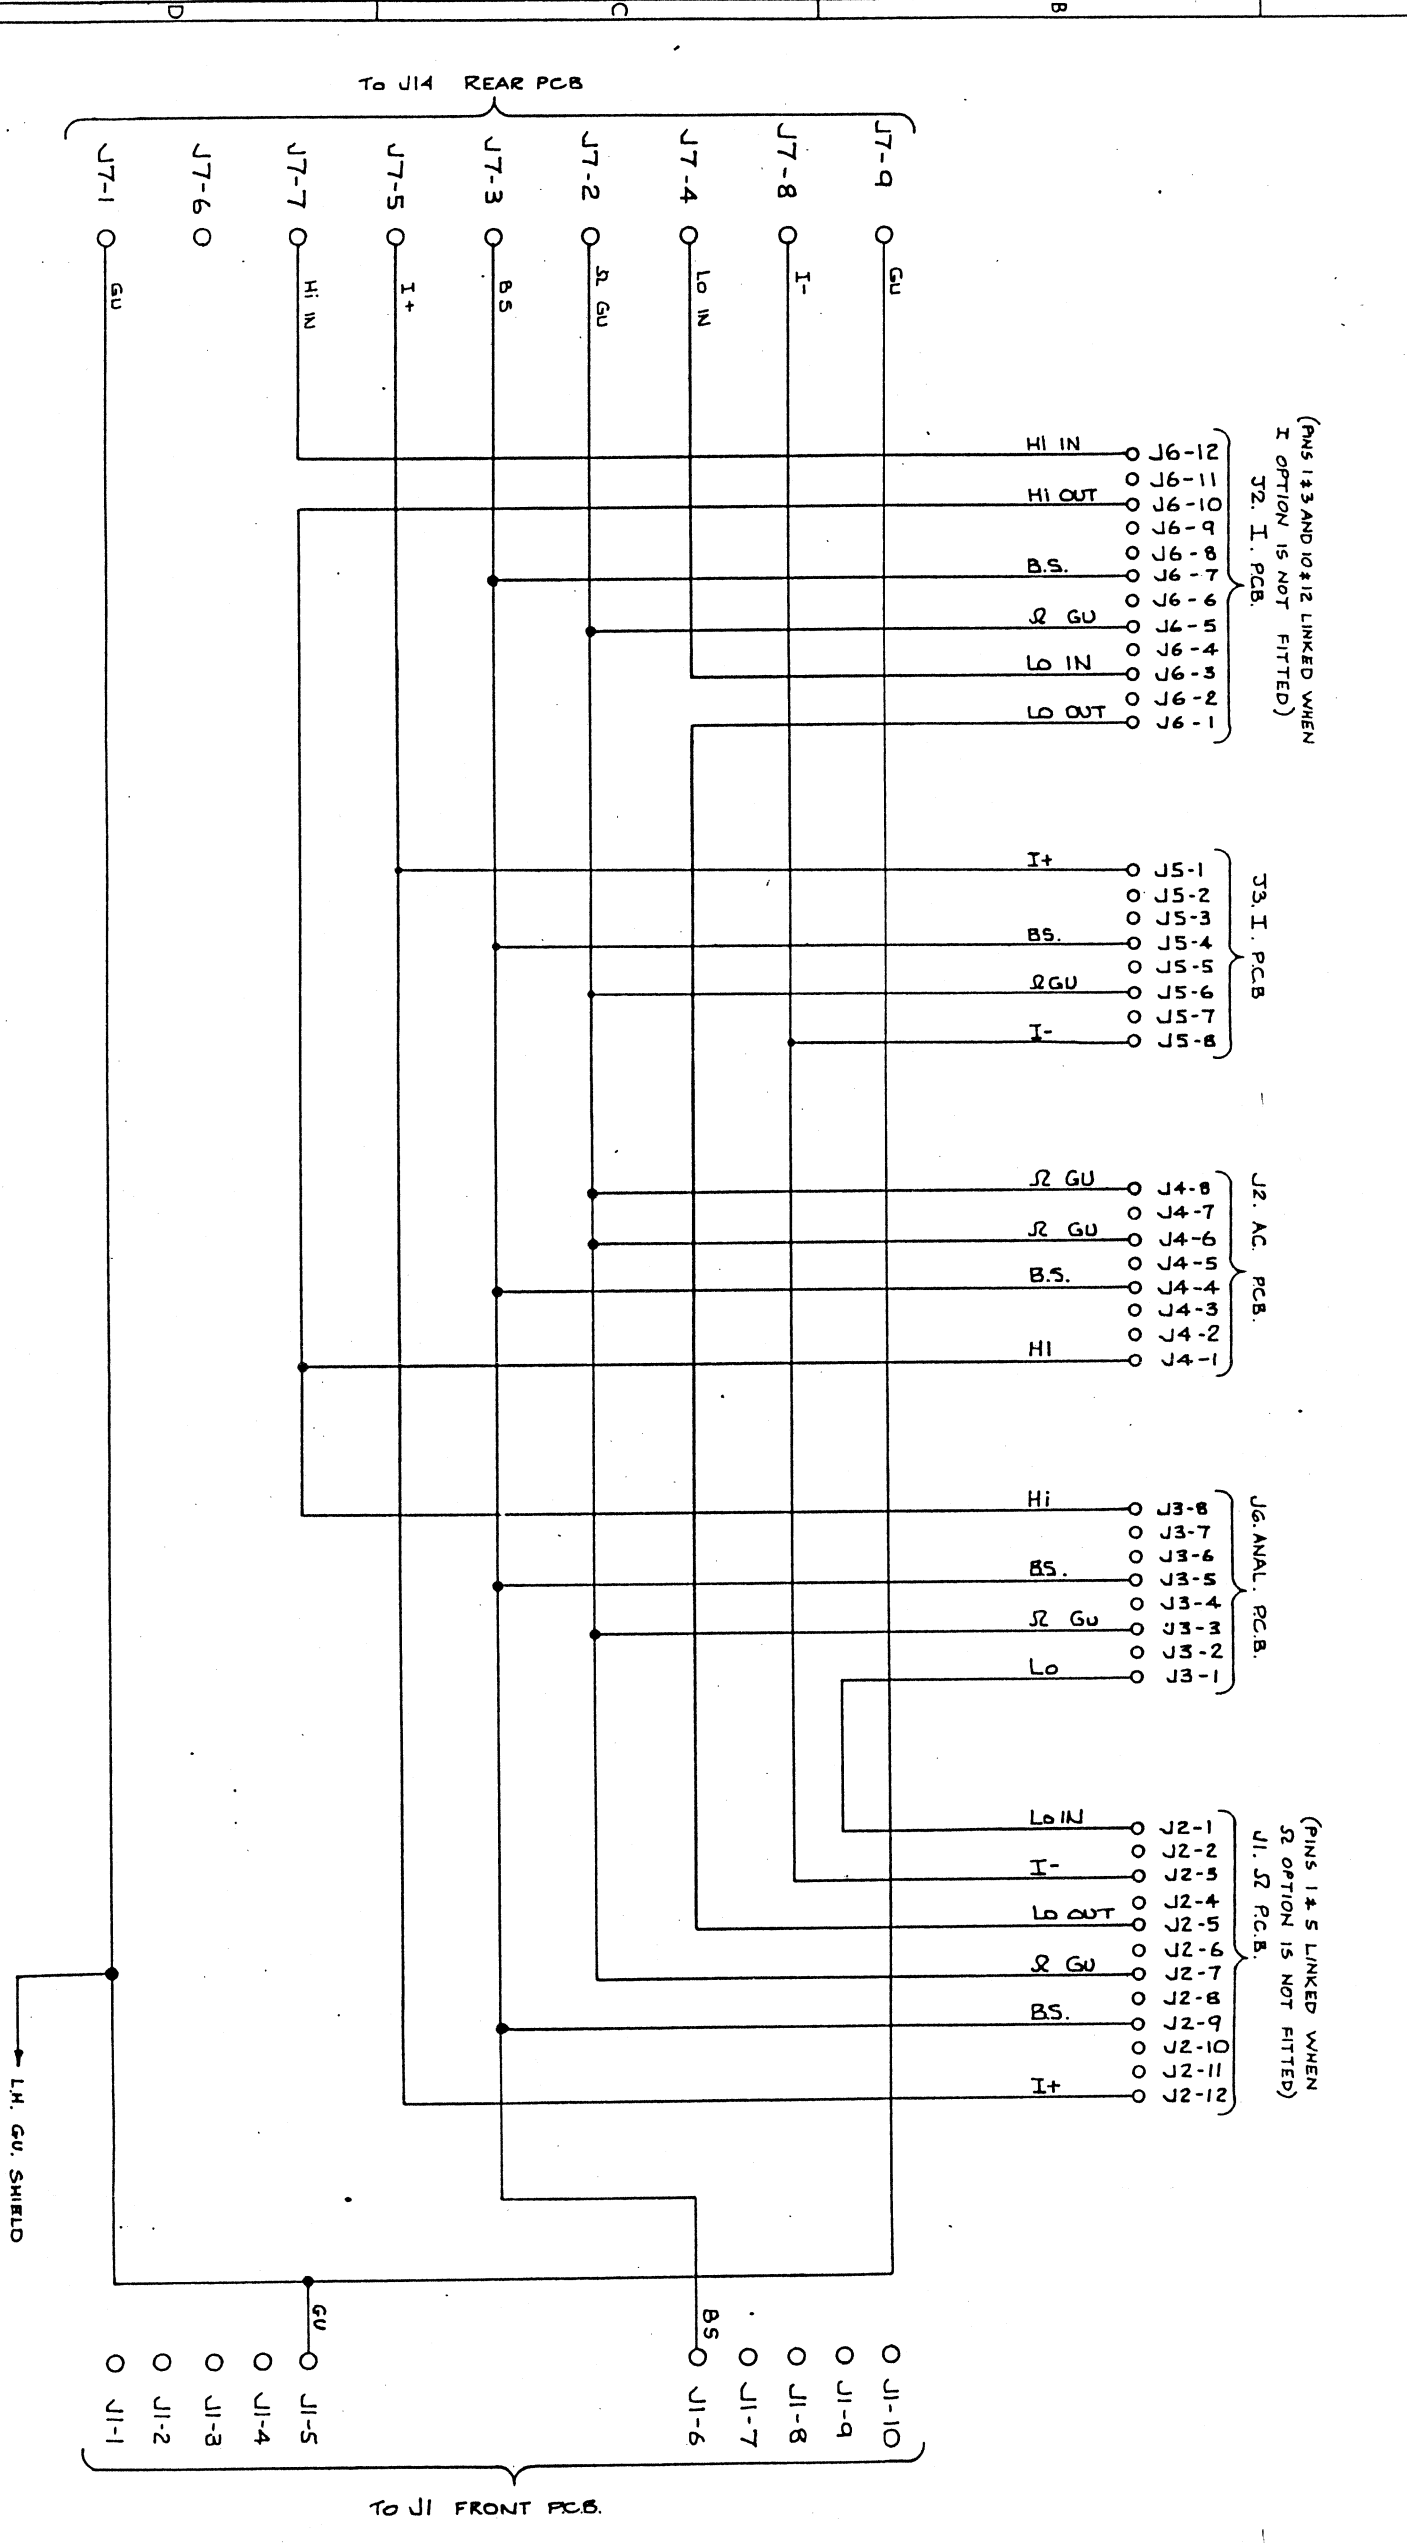 D
C
B
To J14 REAR PCB
J7-1
J7-6
J7-7
J7-5
J7-3
J7-2
J7-4
J7-8
J7-9
GU
Hi IN
I+
BS
Ω GU
Lo IN
I-
GU
(PINS 1 & 3 AND 10 & 12 LINKED WHEN
I OPTION IS NOT FITTED)
J2. I. PCB.
HI IN
J6-12
J6-11
Hi OUT
J6-10
J6-9
J6-8
B.S.
J6-7
J6-6
Ω GU
J6-5
J6-4
Lo IN
J6-3
J6-2
LO OUT
J6-1
J3. I. P.C.B
I+
J5-1
J5-2
J5-3
BS.
J5-4
J5-5
ΩGU
J5-6
J5-7
I-
J5-8
J2. AC. PCB.
Ω GU
J4-8
J4-7
Ω GU
J4-6
J4-5
B.S.
J4-4
J4-3
J4-2
HI
J4-1
J6. ANAL. P.C.B.
Hi
J3-8
J3-7
J3-6
BS.
J3-5
J3-4
Ω GU
J3-3
J3-2
Lo
J3-1
(PINS 1 & 5 LINKED WHEN
Ω OPTION IS NOT FITTED)
J1. Ω P.C.B.
Lo IN
J2-1
J2-2
I-
J2-3
J2-4
LO OUT
J2-5
J2-6
Ω GU
J2-7
J2-8
B.S.
J2-9
J2-10
J2-11
I+
J2-12
L.H. GU. SHIELD
GU
BS
J1-1
J1-2
J1-3
J1-4
J1-5
J1-6
J1-7
J1-8
J1-9
J1-10
TO J1 FRONT P.C.B.